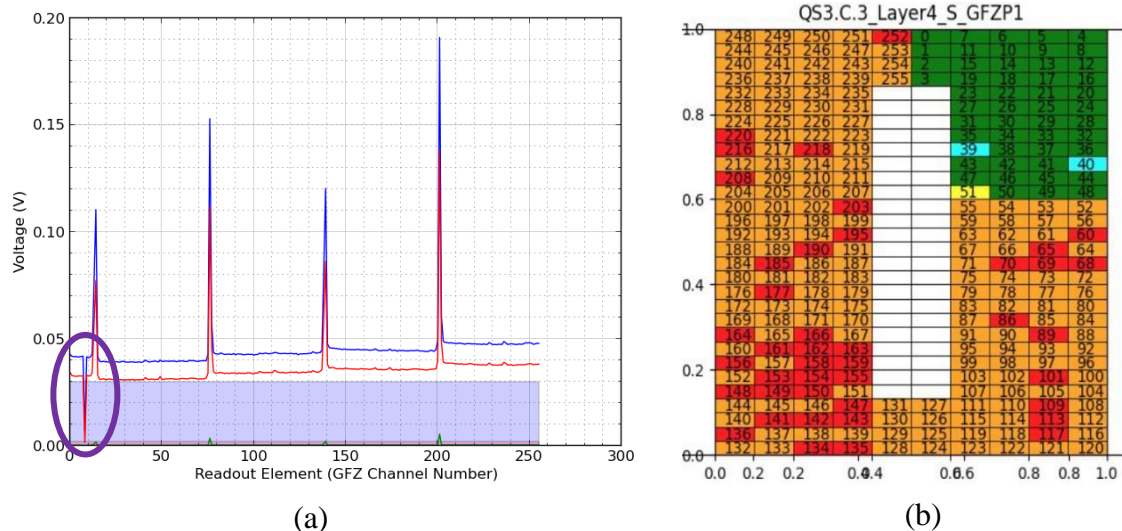 0.20
0.15
0.10
0.05
0.00
Voltage (V)
0 50 100 150 200 250 300
Readout Element (GFZ Channel Number)
(a)
QS3.C.3_Layer4_S_GFZP1
1.0
0.8
0.6
0.4
0.2
0.0
248 249 250 251 252 0 7 6 5 4
244 245 246 247 253 1 11 10 9 8
240 241 242 243 254 2 15 14 13 12
236 237 238 239 255 3 19 18 17 16
232 233 234 235 23 22 21 20
228 229 230 231 27 26 25 24
224 225 226 227 31 30 29 28
220 221 222 223 35 34 33 32
216 217 218 219 39 38 37 36
212 213 214 215 43 42 41 40
208 209 210 211 47 46 45 44
204 205 206 207 51 50 49 48
200 201 202 203 55 54 53 52
196 197 198 199 59 58 57 56
192 193 194 195 63 62 61 60
188 189 190 191 67 66 65 64
184 185 186 187 71 70 69 68
180 181 182 183 75 74 73 72
176 177 178 179 79 78 77 76
172 173 174 175 83 82 81 80
169 168 171 170 87 86 85 84
164 165 166 167 91 90 89 88
160 161 162 163 95 94 93 92
156 157 158 159 99 98 97 96
152 153 154 155 103 102 101 100
148 149 150 151 107 106 105 104
144 145 146 147 131 127 111 110 109 108
140 141 142 143 130 126 115 114 113 112
136 137 138 139 129 125 119 118 117 116
132 133 134 135 128 124 123 122 121 120
0.0 0.2 0.2 0.4 0.4 0.6 0.6 0.8 0.8 1.0
(b)